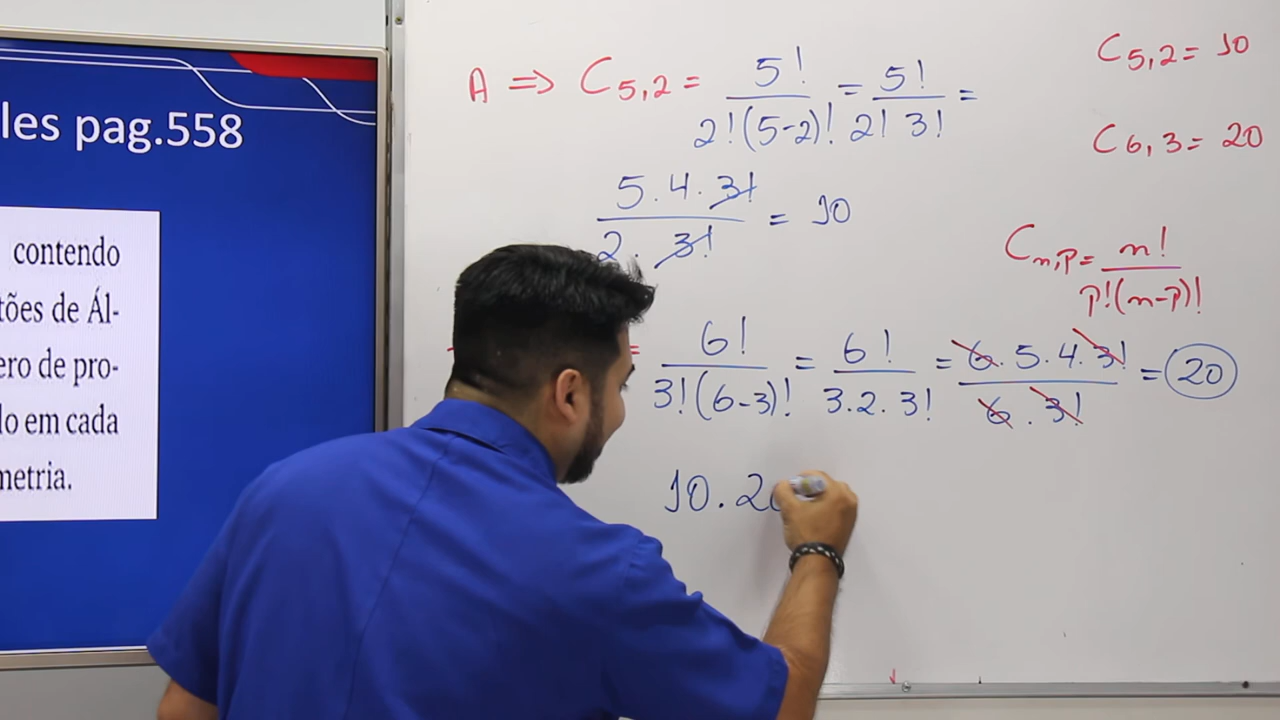 les pag.558
contendo
tões de Ál-
ero de pro-
lo em cada
metria.
A ⇒ C5,2 = 5! / 2!(5-2)! = 5! / 2! 3! =
5.4.3! / 2. 3! = 10
= 6! / 3!(6-3)! = 6! / 3.2.3! = 6.5.4.3! / 6.3! = 20
10.20
C5,2 = 10
C6,3 = 20
Cn,p = n! / p!(n-p)!